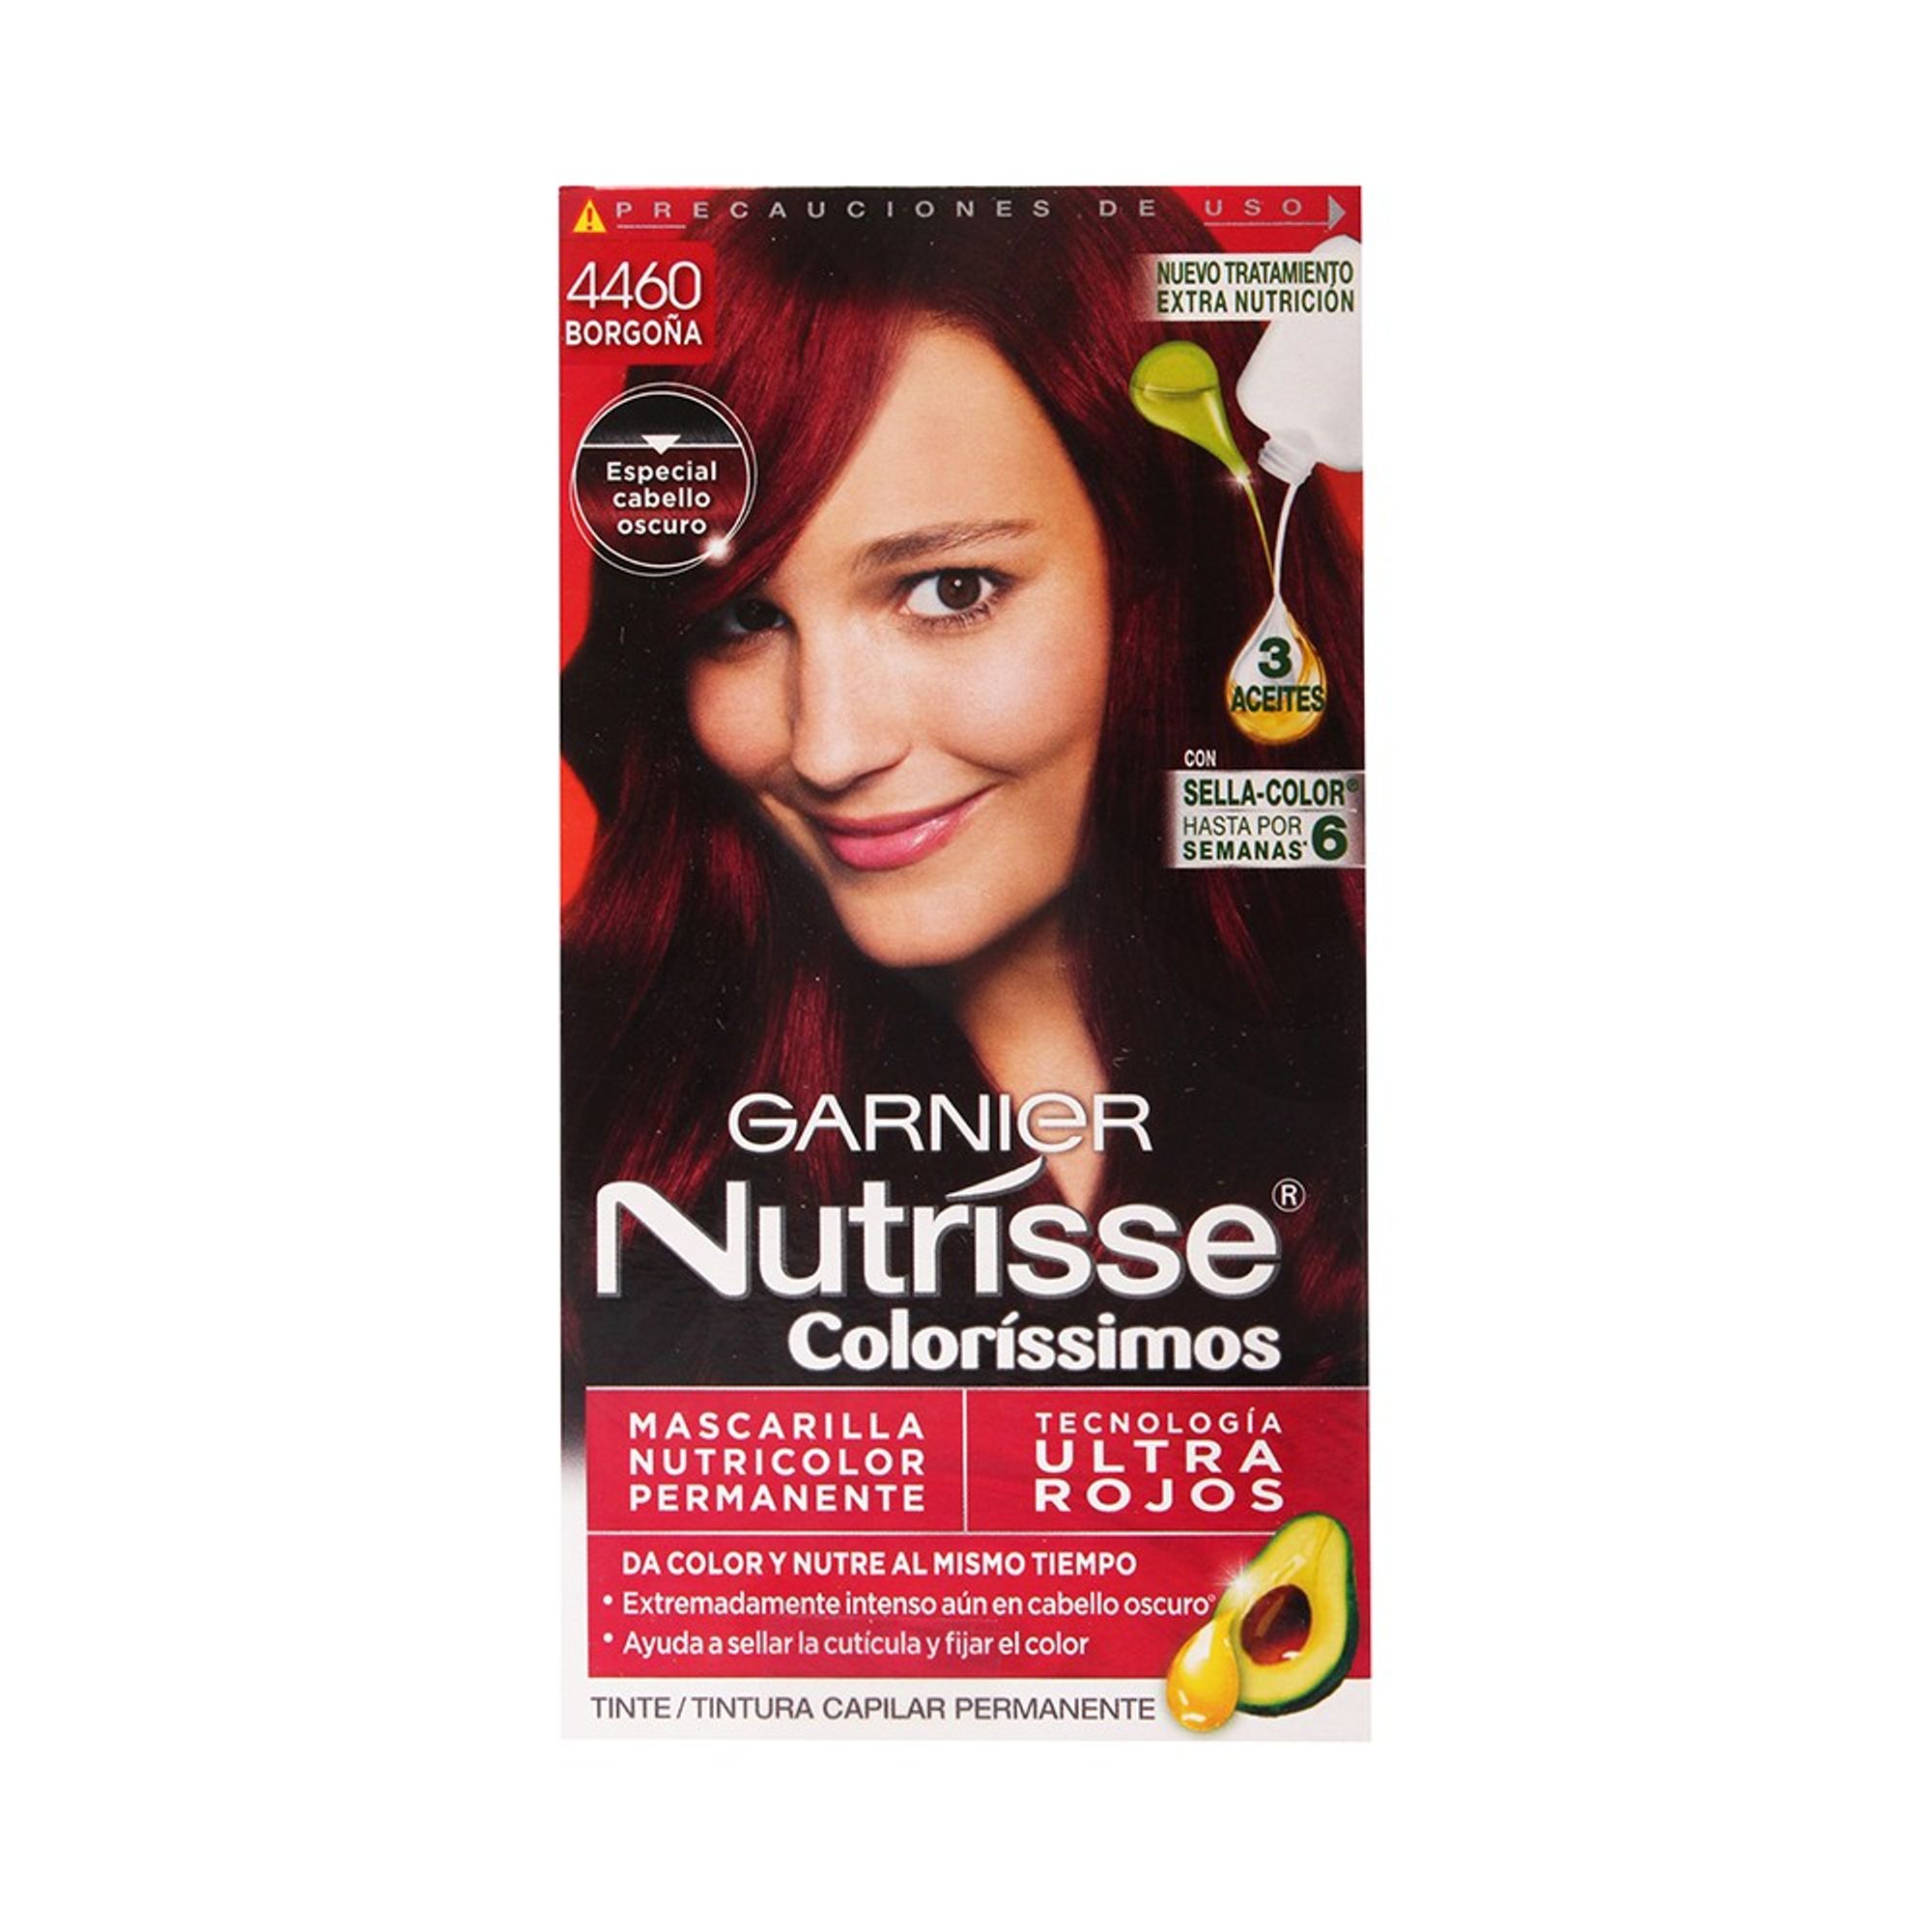 PRECAUCIONES DE USO
4460
BORGOÑA
NUEVO TRATAMIENTO
EXTRA NUTRICIÓN
Especial
cabello
oscuro
3
ACEITES
CON
SELLA-COLOR®
HASTA POR 6
SEMANAS*
GARNIeR
Nutrísse®
Coloríssimos
MASCARILLA
NUTRICOLOR
PERMANENTE
TECNOLOGÍA
ULTRA
ROJOS
DA COLOR Y NUTRE AL MISMO TIEMPO
• Extremadamente intenso aún en cabello oscuro°
• Ayuda a sellar la cutícula y fijar el color
TINTE / TINTURA CAPILAR PERMANENTE